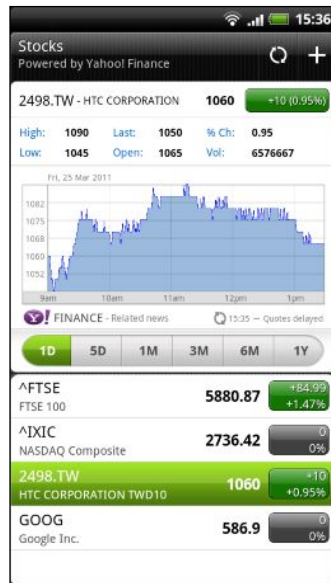 15:36
Stocks
Powered by Yahoo! Finance
2498.TW - HTC CORPORATION 1060 +10 (0.95%)
High: 1090 Last: 1050 % Ch: 0.95
Low: 1045 Open: 1065 Vol: 6576667
Fri, 25 Mar 2011
1082
1075
1068
1060
1052
9am 10am 11am 12pm 1pm
Y! FINANCE - Related news 15:35 — Quotes delayed
1D 5D 1M 3M 6M 1Y
^FTSE 5880.87 +84.99
FTSE 100 +1.47%
^IXIC 2736.42 0
NASDAQ Composite 0%
2498.TW 1060 +10
HTC CORPORATION TWD10 +0.95%
GOOG 586.9 0
Google Inc. 0%